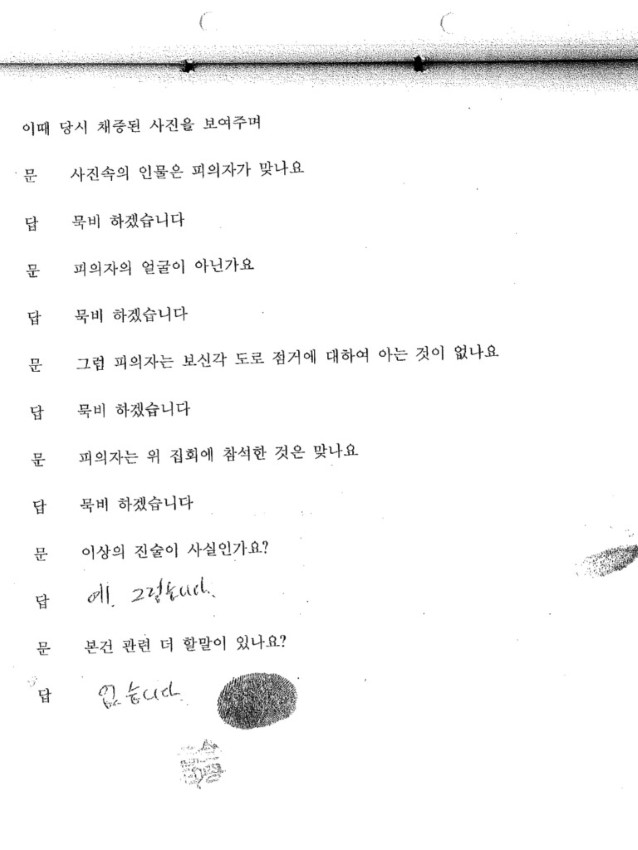 이때 당시 채증된 사진을 보여주며
문 사진속의 인물은 피의자가 맞나요
답 묵비 하겠습니다
문 피의자의 얼굴이 아닌가요
답 묵비 하겠습니다
문 그럼 피의자는 보신각 도로 점거에 대하여 아는 것이 없나요
답 묵비 하겠습니다
문 피의자는 위 집회에 참석한 것은 맞나요
답 묵비 하겠습니다
문 이상의 진술이 사실인가요?
답 예. 그렇습니다.
문 본건 관련 더 할말이 있나요?
답 없습니다.